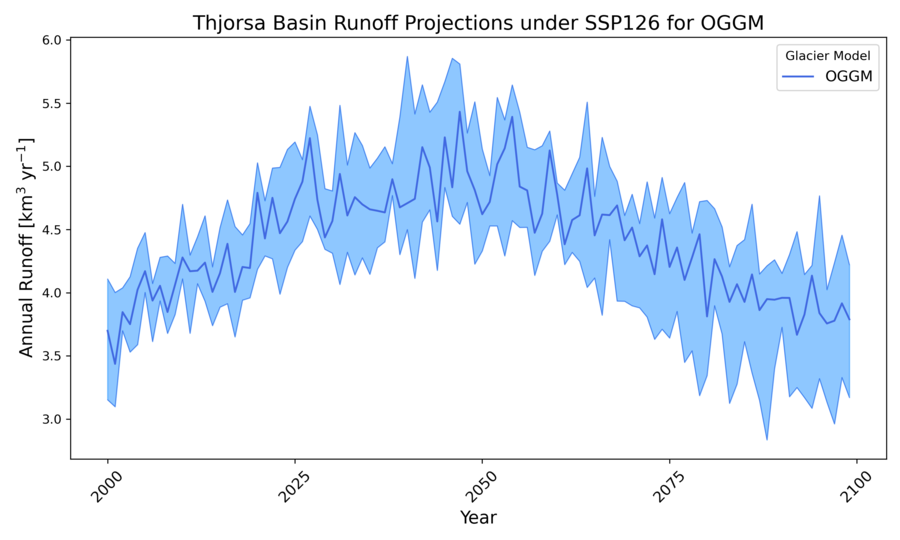 Thjorsa Basin Runoff Projections under SSP126 for OGGM
Glacier Model
OGGM
Annual Runoff [km³ yr⁻¹]
6.0
5.5
5.0
4.5
4.0
3.5
3.0
2000
2025
2050
2075
2100
Year